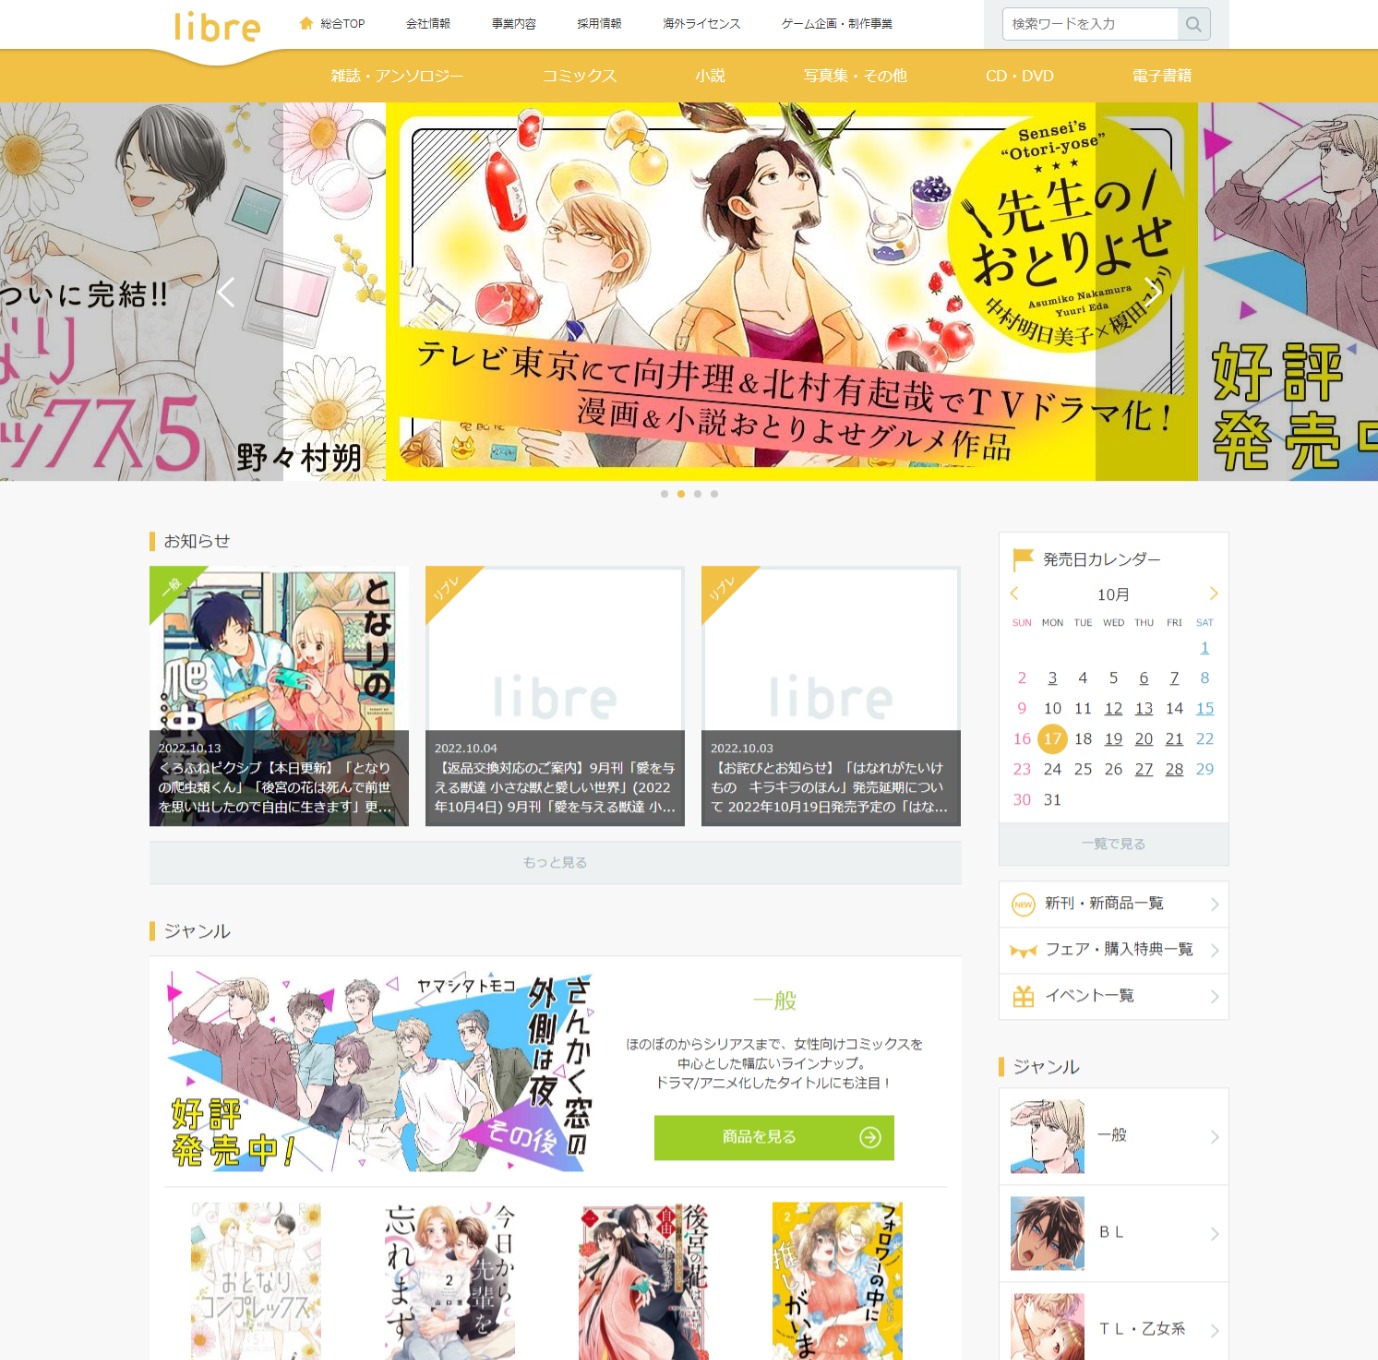 libre
総合TOP
会社情報
事業内容
採用情報
海外ライセンス
ゲーム企画・制作事業
検索ワードを入力
雑誌・アンソロジー
コミックス
小説
写真集・その他
CD・DVD
電子書籍
ついに完結!!
なり
ックス5
野々村朔
Sensei's
"Otori-yose"
先生の
おとりよせ
Asumiko Nakamura
Yuuri Eda
中村明日美子×榎田ユウリ
テレビ東京にて向井理&北村有起哉でTVドラマ化!
漫画&小説おとりよせグルメ作品
好評
発売中
お知らせ
一般
となりの
爬虫類くん
1
2022.10.13
くろふねピクシブ【本日更新】「となり
の爬虫類くん」「後宮の花は死んで前世
を思い出したので自由に生きます」更…
リブレ
libre
2022.10.04
【返品交換対応のご案内】9月刊「愛を与
える獣達 小さな獣と愛しい世界」(2022
年10月4日) 9月刊「愛を与える獣達 小…
リブレ
libre
2022.10.03
【お詫びとお知らせ】「はなれがたいけ
もの　キラキラのほん」発売延期につい
て 2022年10月19日発売予定の「はな…
もっと見る
発売日カレンダー
10月
SUN MON TUE WED THU FRI SAT
1
2 3 4 5 6 7 8
9 10 11 12 13 14 15
16 17 18 19 20 21 22
23 24 25 26 27 28 29
30 31
一覧で見る
NEW
新刊・新商品一覧
フェア・購入特典一覧
イベント一覧
ジャンル
ヤマシタトモコ
さんかく窓の
外側は夜
その後
好評
発売中!
一般
ほのぼのからシリアスまで、女性向けコミックスを
中心とした幅広いラインナップ。
ドラマ/アニメ化したタイトルにも注目！
商品を見る
おとなり
コンプレックス
今日から
先輩を
忘れます
2
後宮の花は
自由
一
フォロワーの中に
推しがいま
2
ジャンル
一般
ＢＬ
ＴＬ・乙女系